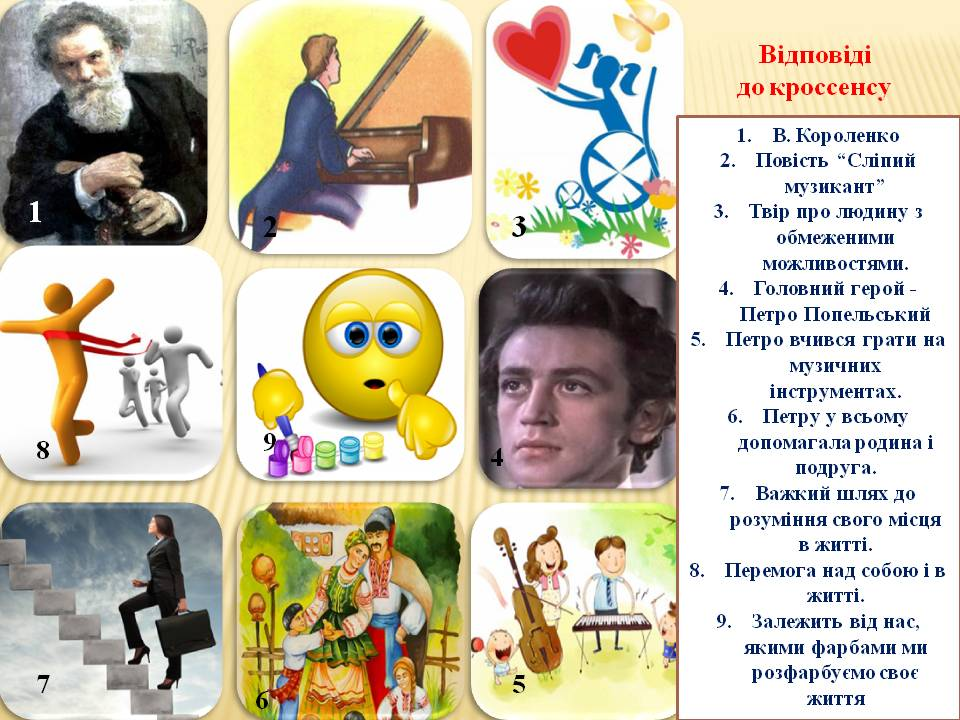 1
2
3
8
9
4
7
6
5
Відповіді
до кроссенсу
1. В. Короленко
2. Повість “Сліпий
музикант”
3. Твір про людину з
обмеженими
можливостями.
4. Головний герой -
Петро Попельський
5. Петро вчився грати на
музичних
інструментах.
6. Петру у всьому
допомагала родина і
подруга.
7. Важкий шлях до
розуміння свого місця
в житті.
8. Перемога над собою і в
житті.
9. Залежить від нас,
якими фарбами ми
розфарбуємо своє
життя